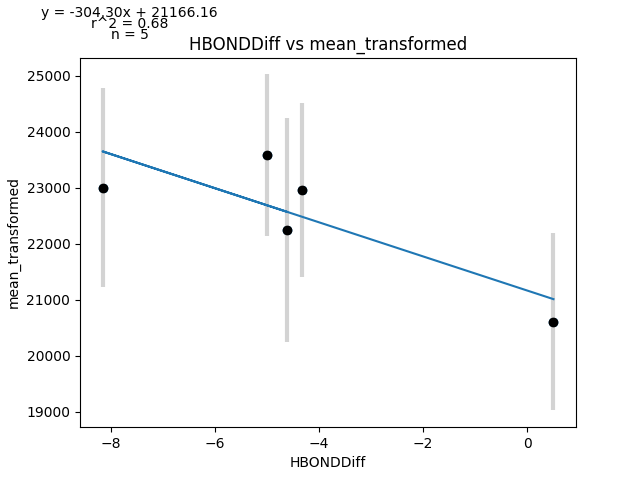 y = -304.30x + 21166.16
r^2 = 0.68
n = 5
HBONDDiff vs mean_transformed
25000
24000
23000
22000
21000
20000
19000
mean_transformed
−8
−6
−4
−2
0
HBONDDiff